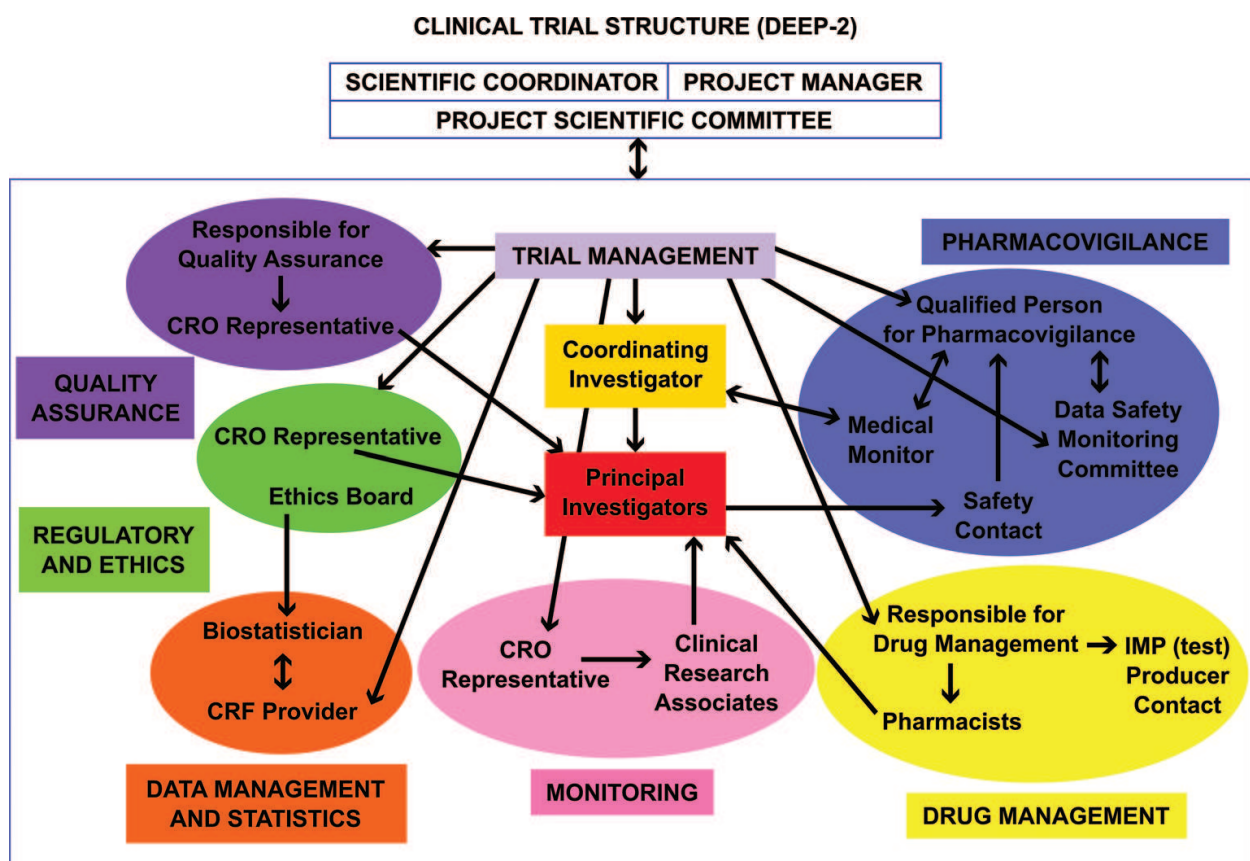 CLINICAL TRIAL STRUCTURE (DEEP-2)
SCIENTIFIC COORDINATOR
PROJECT MANAGER
PROJECT SCIENTIFIC COMMITTEE
Responsible for
Quality Assurance
CRO Representative
QUALITY
ASSURANCE
TRIAL MANAGEMENT
Coordinating
Investigator
Principal
Investigators
PHARMACOVIGILANCE
Qualified Person
for Pharmacovigilance
Medical
Monitor
Data Safety
Monitoring
Committee
Safety
Contact
CRO Representative
Ethics Board
REGULATORY
AND ETHICS
Biostatistician
CRF Provider
DATA MANAGEMENT
AND STATISTICS
CRO
Representative
Clinical
Research
Associates
MONITORING
Responsible for
Drug Management
IMP (test)
Producer
Contact
Pharmacists
DRUG MANAGEMENT